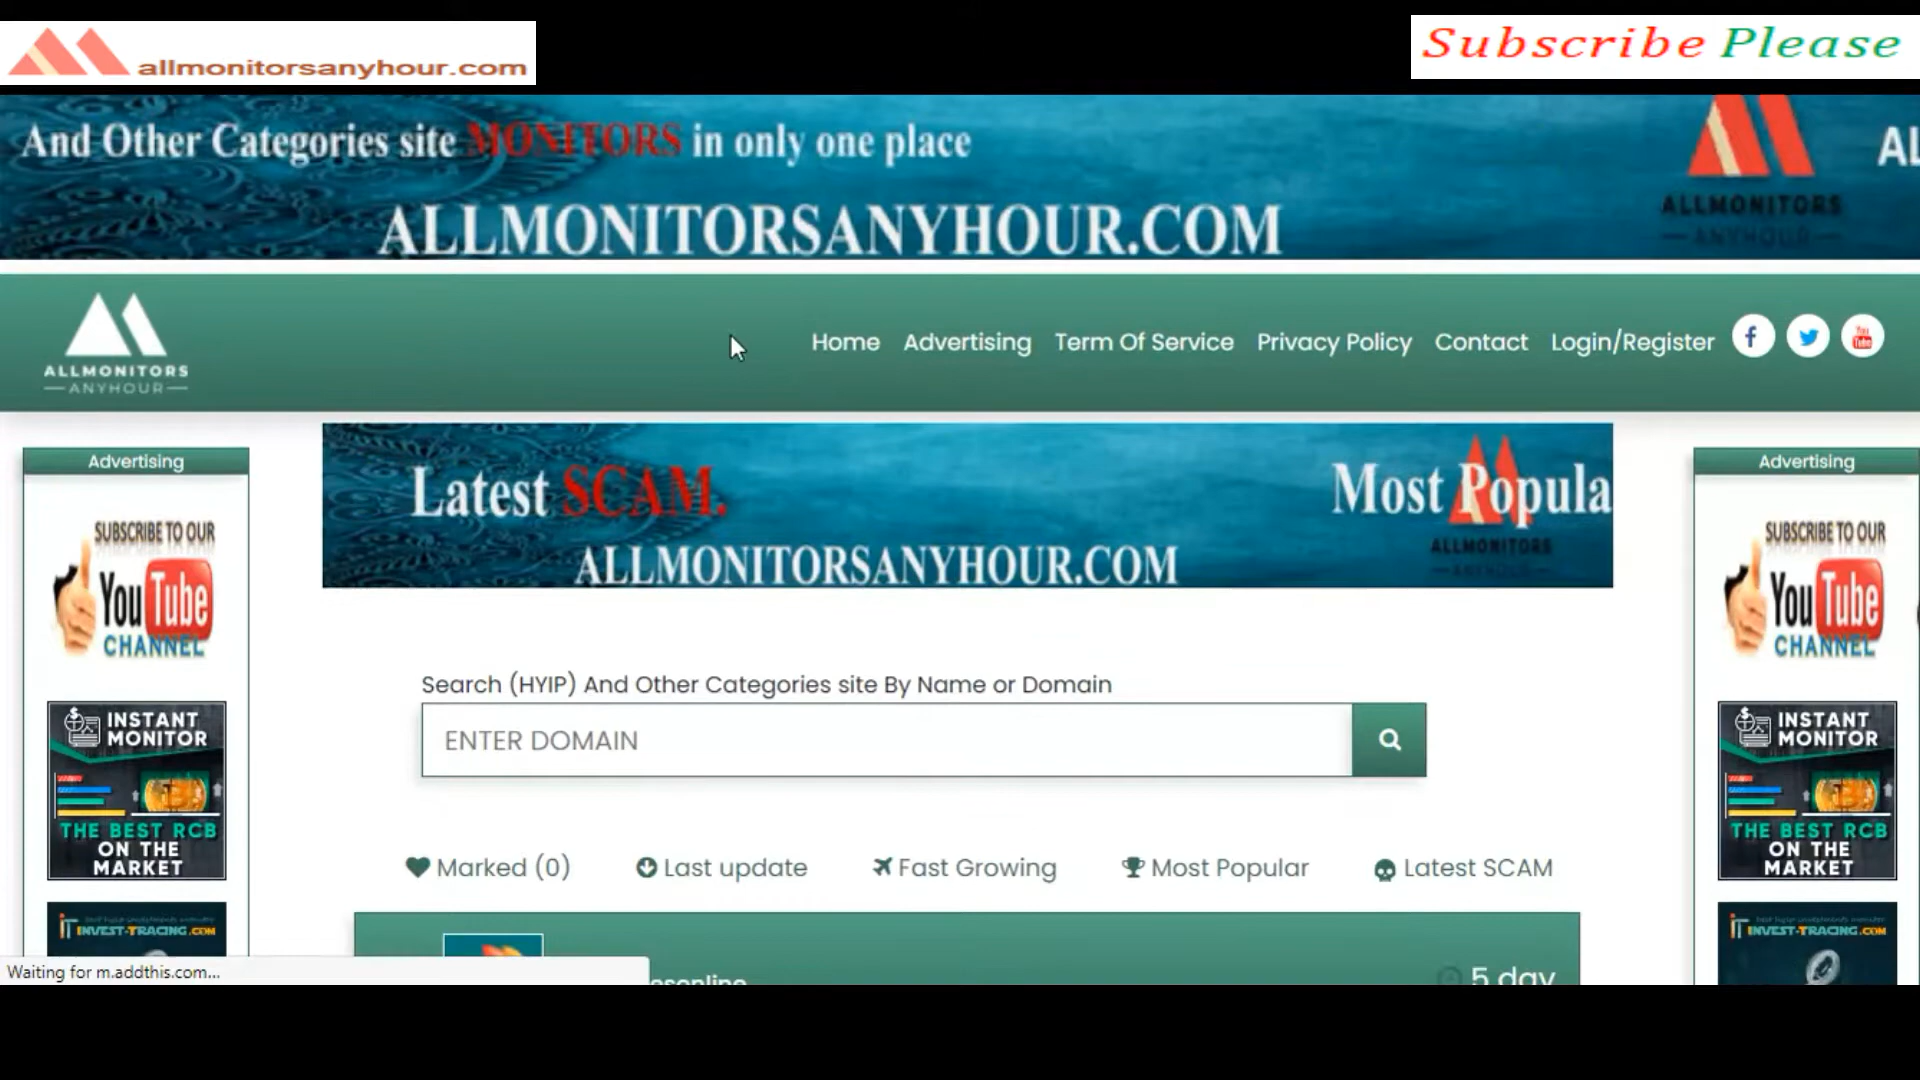 allmonitorsanyhour.com
Subscribe Please
And Other Categories site MONITORS in only one place
AL
ALLMONITORSANYHOUR.COM
ALLMONITORS
ANYHOUR
ALLMONITORS
ANYHOUR
Home Advertising Term Of Service Privacy Policy Contact Login/Register
You
Tube
Advertising
Latest SCAM.
Most Popula
ALLMONITORSANYHOUR.COM
ALLMONITORS
Advertising
SUBSCRIBE TO OUR
YouTube
CHANNEL
SUBSCRIBE TO OUR
YouTube
CHANNEL
Search (HYIP) And Other Categories site By Name or Domain
ENTER DOMAIN
INSTANT
MONITOR
THE BEST RCB
ON THE
MARKET
INSTANT
MONITOR
THE BEST RCB
ON THE
MARKET
Marked (0) Last update Fast Growing Most Popular Latest SCAM
INVEST-TRACING.COM
INVEST-TRACING.COM
Waiting for m.addthis.com...
esonline
5 day